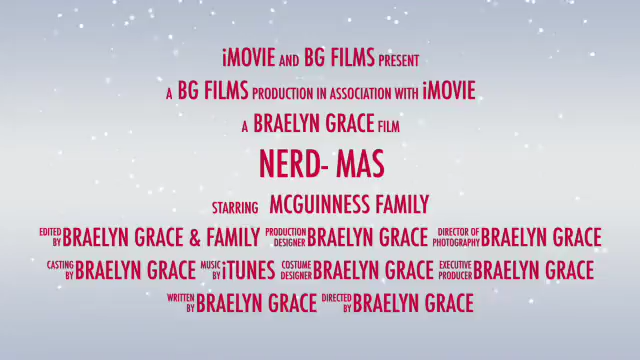 iMOVIE AND BG FILMS PRESENT
A BG FILMS PRODUCTION IN ASSOCIATION WITH iMOVIE
A BRAELYN GRACE FILM
NERD- MAS
STARRING MCGUINNESS FAMILY
EDITED BY BRAELYN GRACE & FAMILY PRODUCTION DESIGNER BRAELYN GRACE DIRECTOR OF PHOTOGRAPHY BRAELYN GRACE
CASTING BY BRAELYN GRACE MUSIC BY iTUNES COSTUME DESIGNER BRAELYN GRACE EXECUTIVE PRODUCER BRAELYN GRACE
WRITTEN BY BRAELYN GRACE DIRECTED BY BRAELYN GRACE